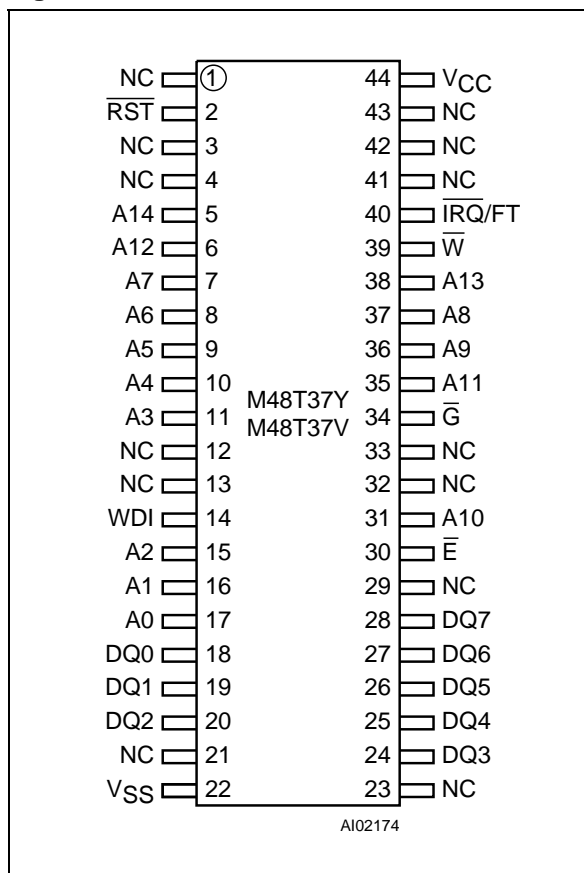 NC 1 44 VCC
RST 2 43 NC
NC 3 42 NC
NC 4 41 NC
A14 5 40 IRQ/FT
A12 6 39 W
A7 7 38 A13
A6 8 37 A8
A5 9 36 A9
A4 10 35 A11
M48T37Y
A3 11 34 G
M48T37V
NC 12 33 NC
NC 13 32 NC
WDI 14 31 A10
A2 15 30 E
A1 16 29 NC
A0 17 28 DQ7
DQ0 18 27 DQ6
DQ1 19 26 DQ5
DQ2 20 25 DQ4
NC 21 24 DQ3
VSS 22 23 NC
AI02174